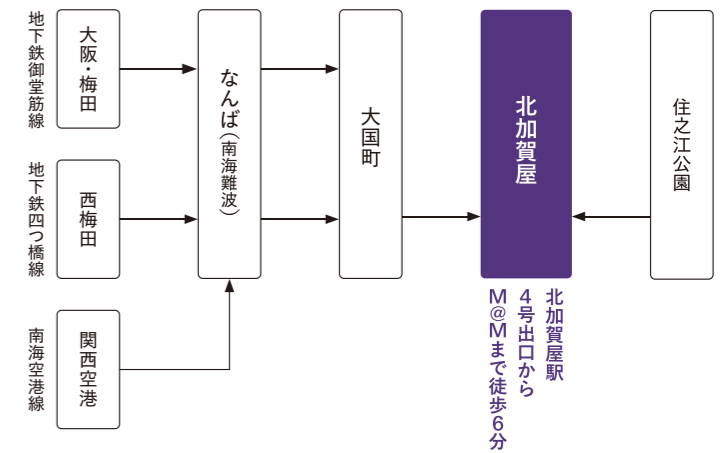 地下鉄御堂筋線
大阪・梅田
地下鉄四つ橋線
西梅田
南海空港線
関西空港
なんば(南海難波)
大国町
北加賀屋
北加賀屋駅
4号出口から
M@Mまで徒歩6分
住之江公園